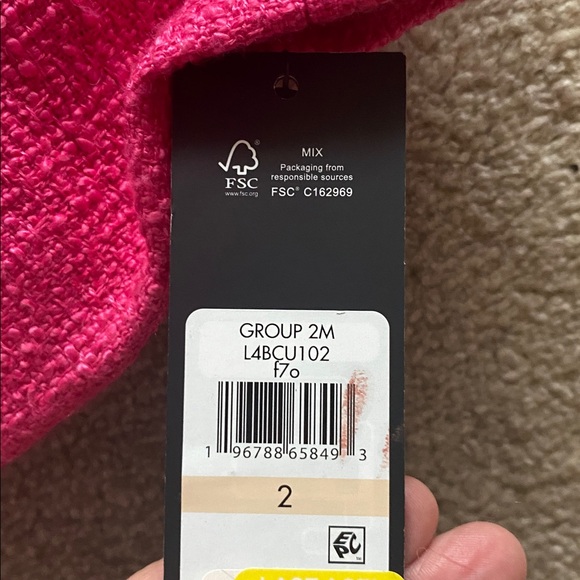 MIX
Packaging from
responsible sources
FSC® C162969
FSC
www.fsc.org
GROUP 2M
L4BCU102
f7o
1 96788 65849 3
2
EPC